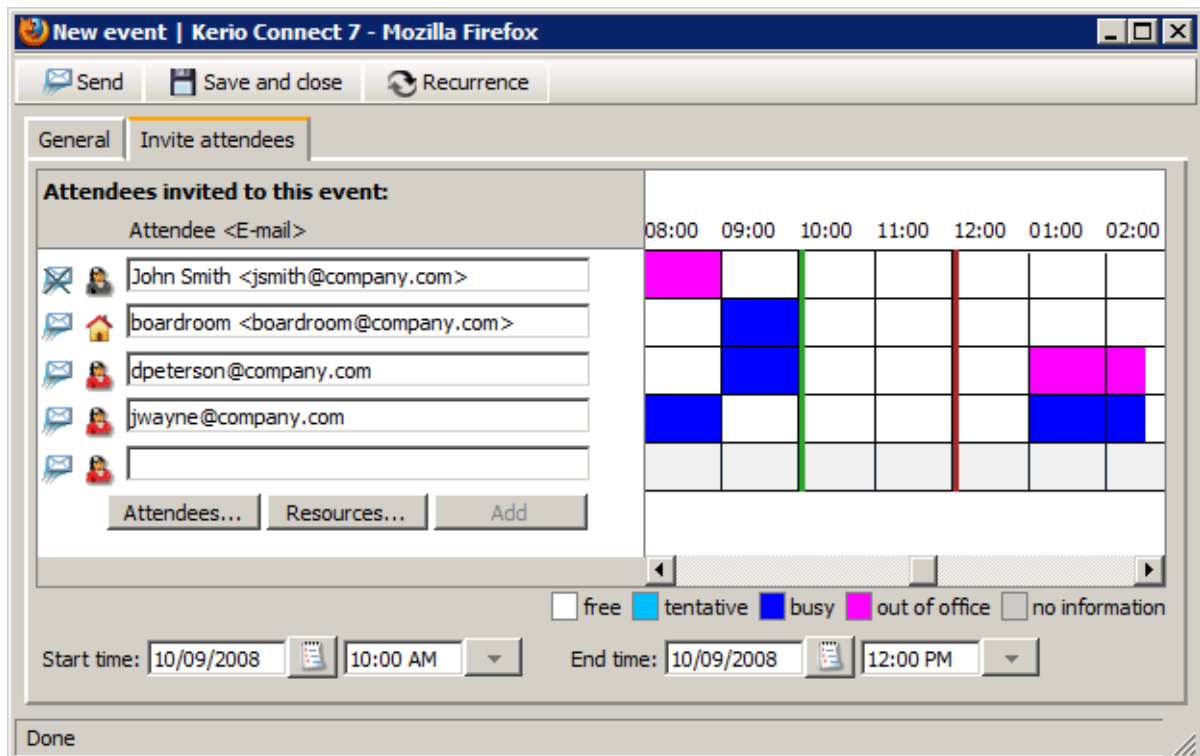 New event | Kerio Connect 7 - Mozilla Firefox
Send Save and close Recurrence
General Invite attendees
Attendees invited to this event:
Attendee <E-mail> 08:00 09:00 10:00 11:00 12:00 01:00 02:00
John Smith <jsmith@company.com>
boardroom <boardroom@company.com>
dpeterson@company.com
jwayne@company.com
Attendees... Resources... Add
free tentative busy out of office no information
Start time: 10/09/2008 10:00 AM End time: 10/09/2008 12:00 PM
Done